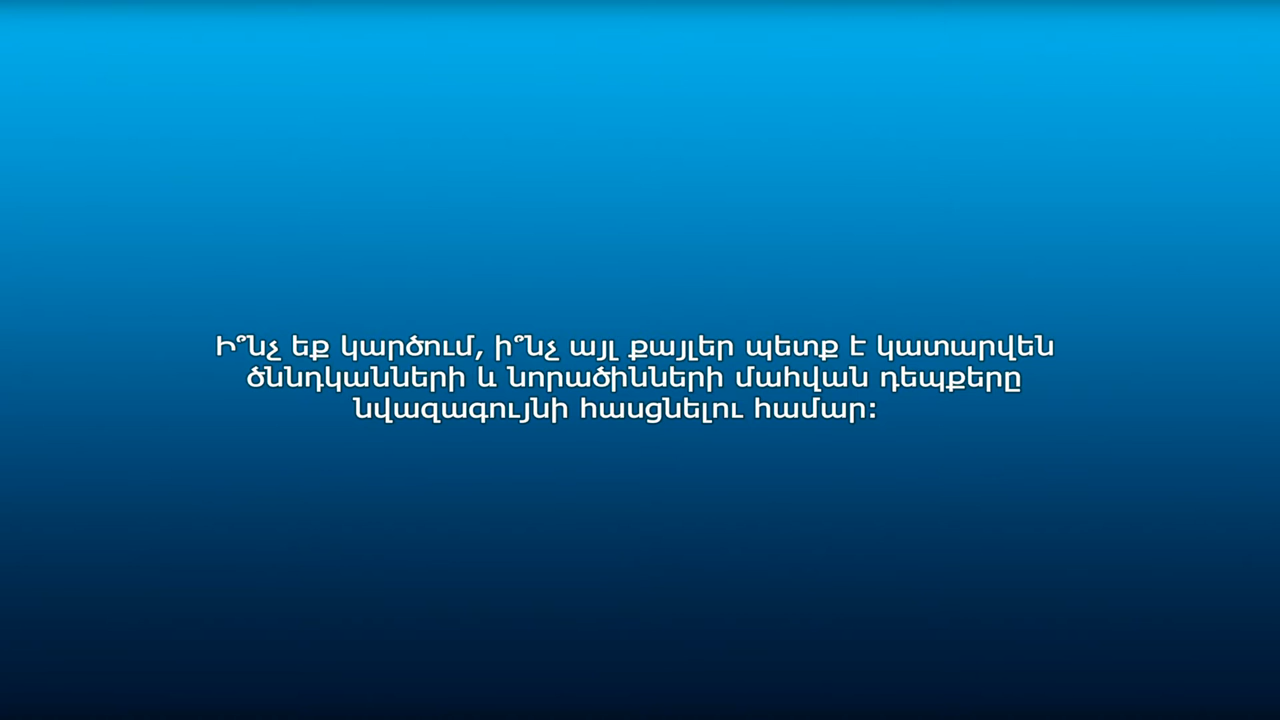 Ի՞նչ եք կարծում, ի՞նչ այլ քայլեր պետք է կատարվեն
ծննդկանների և նորածինների մահվան դեպքերը
նվազագույնի հասցնելու համար։